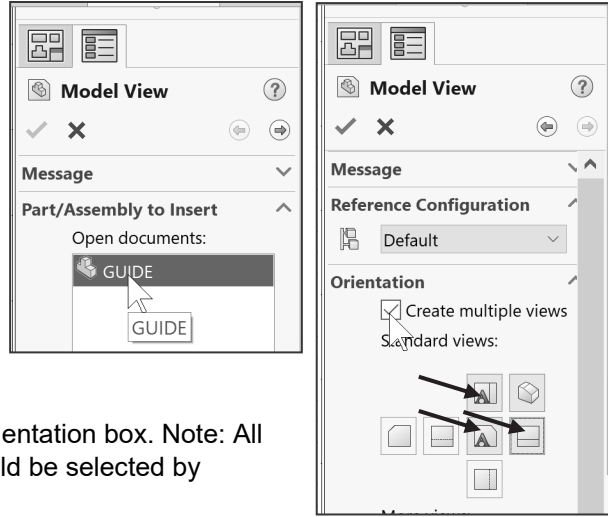 Model View
?
Message
Part/Assembly to Insert
Open documents:
GUIDE
GUIDE
Model View
?
Message
Reference Configuration
Default
Orientation
Create multiple views
Standard views:
A
A
entation box. Note: All
ld be selected by